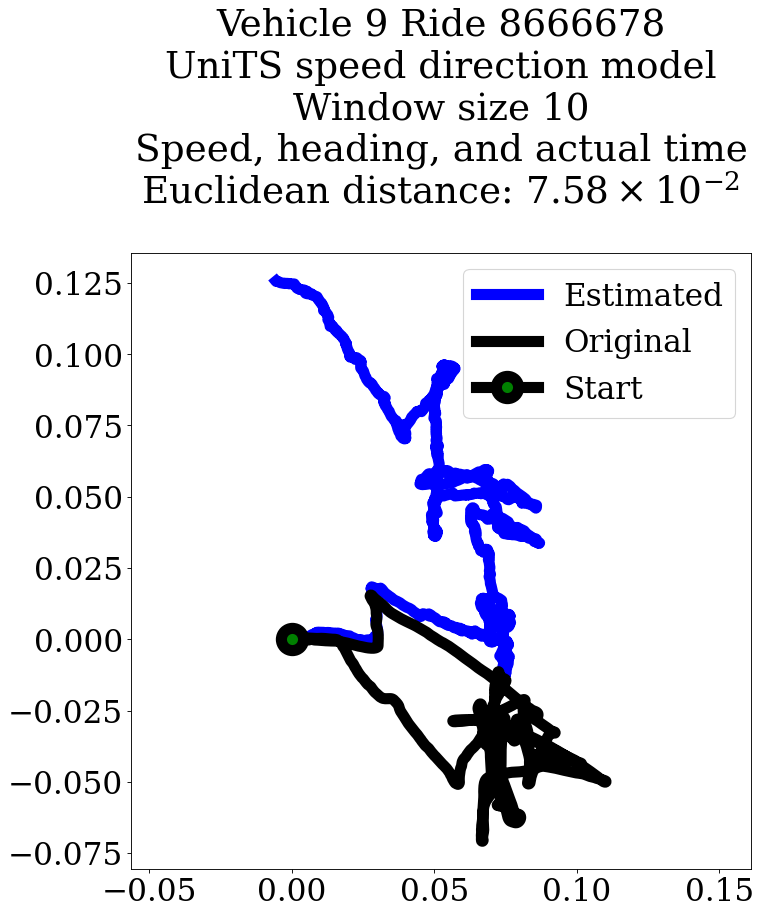 Vehicle 9 Ride 8666678
UniTS speed direction model
Window size 10
Speed, heading, and actual time
Euclidean distance: 7.58 × 10⁻²
Estimated
Original
Start
0.125
0.100
0.075
0.050
0.025
0.000
−0.025
−0.050
−0.075
−0.05 0.00 0.05 0.10 0.15